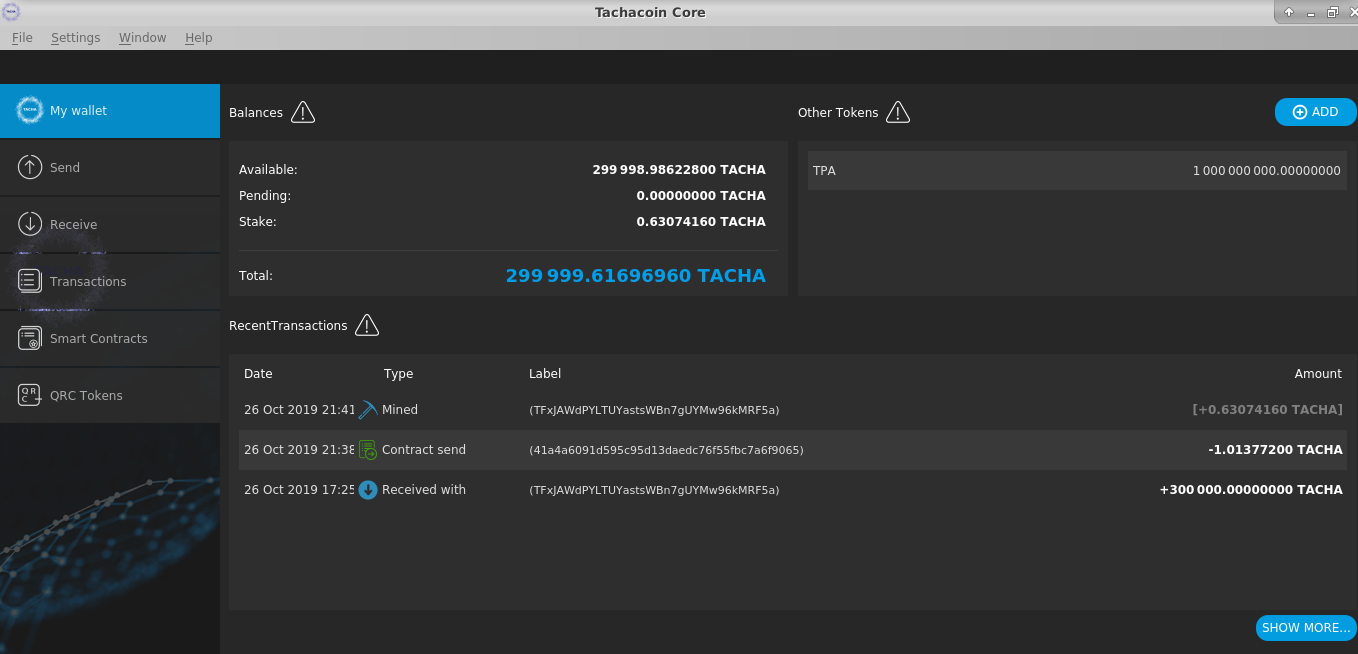 Tachacoin Core
File Settings Window Help
My wallet
Send
Receive
Transactions
Smart Contracts
QRC Tokens
Balances
Available: 299 998.98622800 TACHA
Pending: 0.00000000 TACHA
Stake: 0.63074160 TACHA
Total: 299 999.61696960 TACHA
Other Tokens
ADD
TPA 1 000 000 000.00000000
RecentTransactions
Date Type Label Amount
26 Oct 2019 21:41 Mined (TFxJAWdPYLTUYastsWBn7gUYMw96kMRF5a) [+0.63074160 TACHA]
26 Oct 2019 21:38 Contract send (41a4a6091d595c95d13daedc76f55fbc7a6f9065) -1.01377200 TACHA
26 Oct 2019 17:25 Received with (TFxJAWdPYLTUYastsWBn7gUYMw96kMRF5a) +300 000.00000000 TACHA
SHOW MORE...